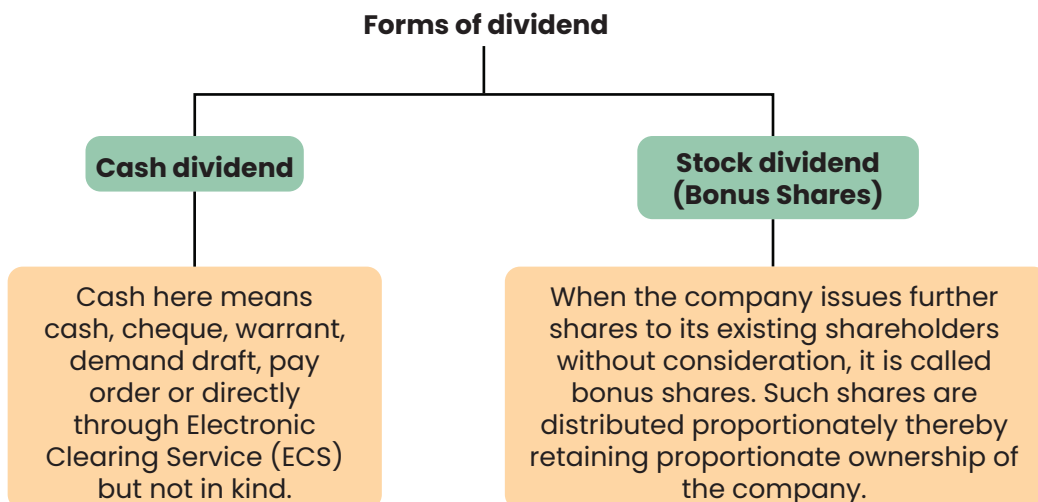 Forms of dividend
Cash dividend
Stock dividend
(Bonus Shares)
Cash here means
cash, cheque, warrant,
demand draft, pay
order or directly
through Electronic
Clearing Service (ECS)
but not in kind.
When the company issues further
shares to its existing shareholders
without consideration, it is called
bonus shares. Such shares are
distributed proportionately thereby
retaining proportionate ownership of
the company.